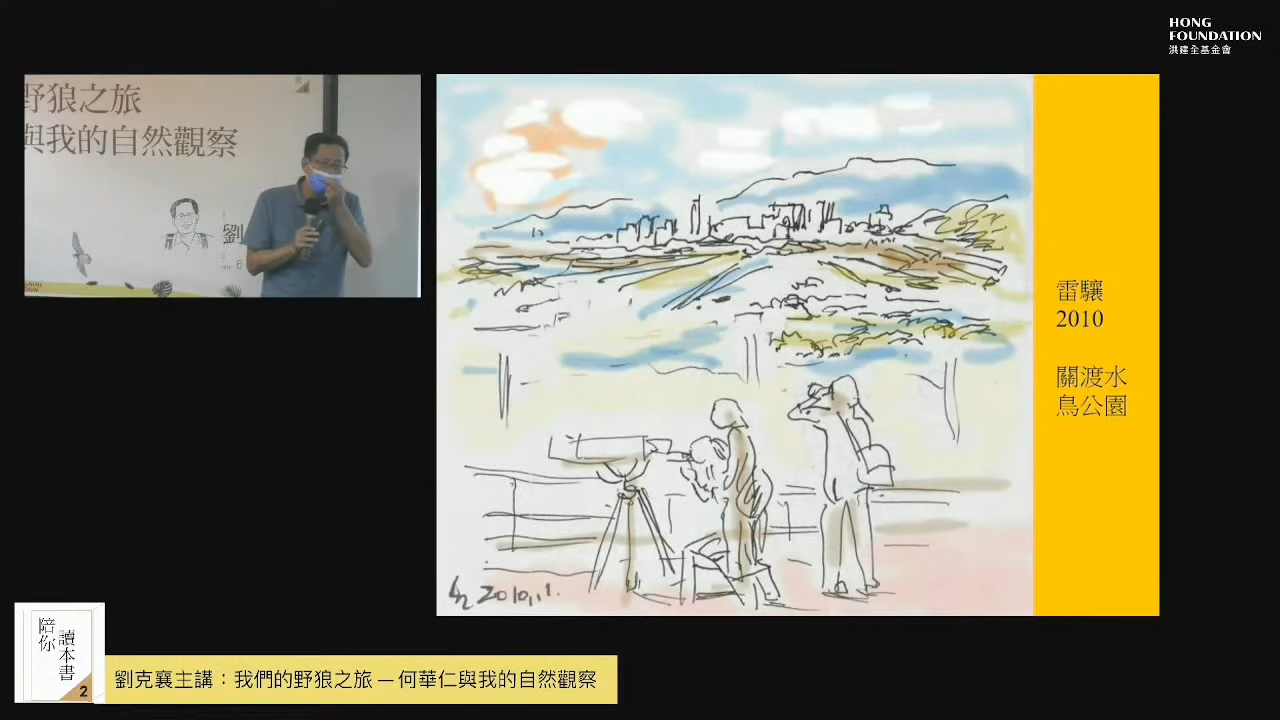 HONG
FOUNDATION
洪建全基金會
野狼之旅
與我的自然觀察
劉
6
雷驤
2010
關渡水
鳥公園
2010.1.1.
陪你
讀本書
2
劉克襄主講：我們的野狼之旅 — 何華仁與我的自然觀察